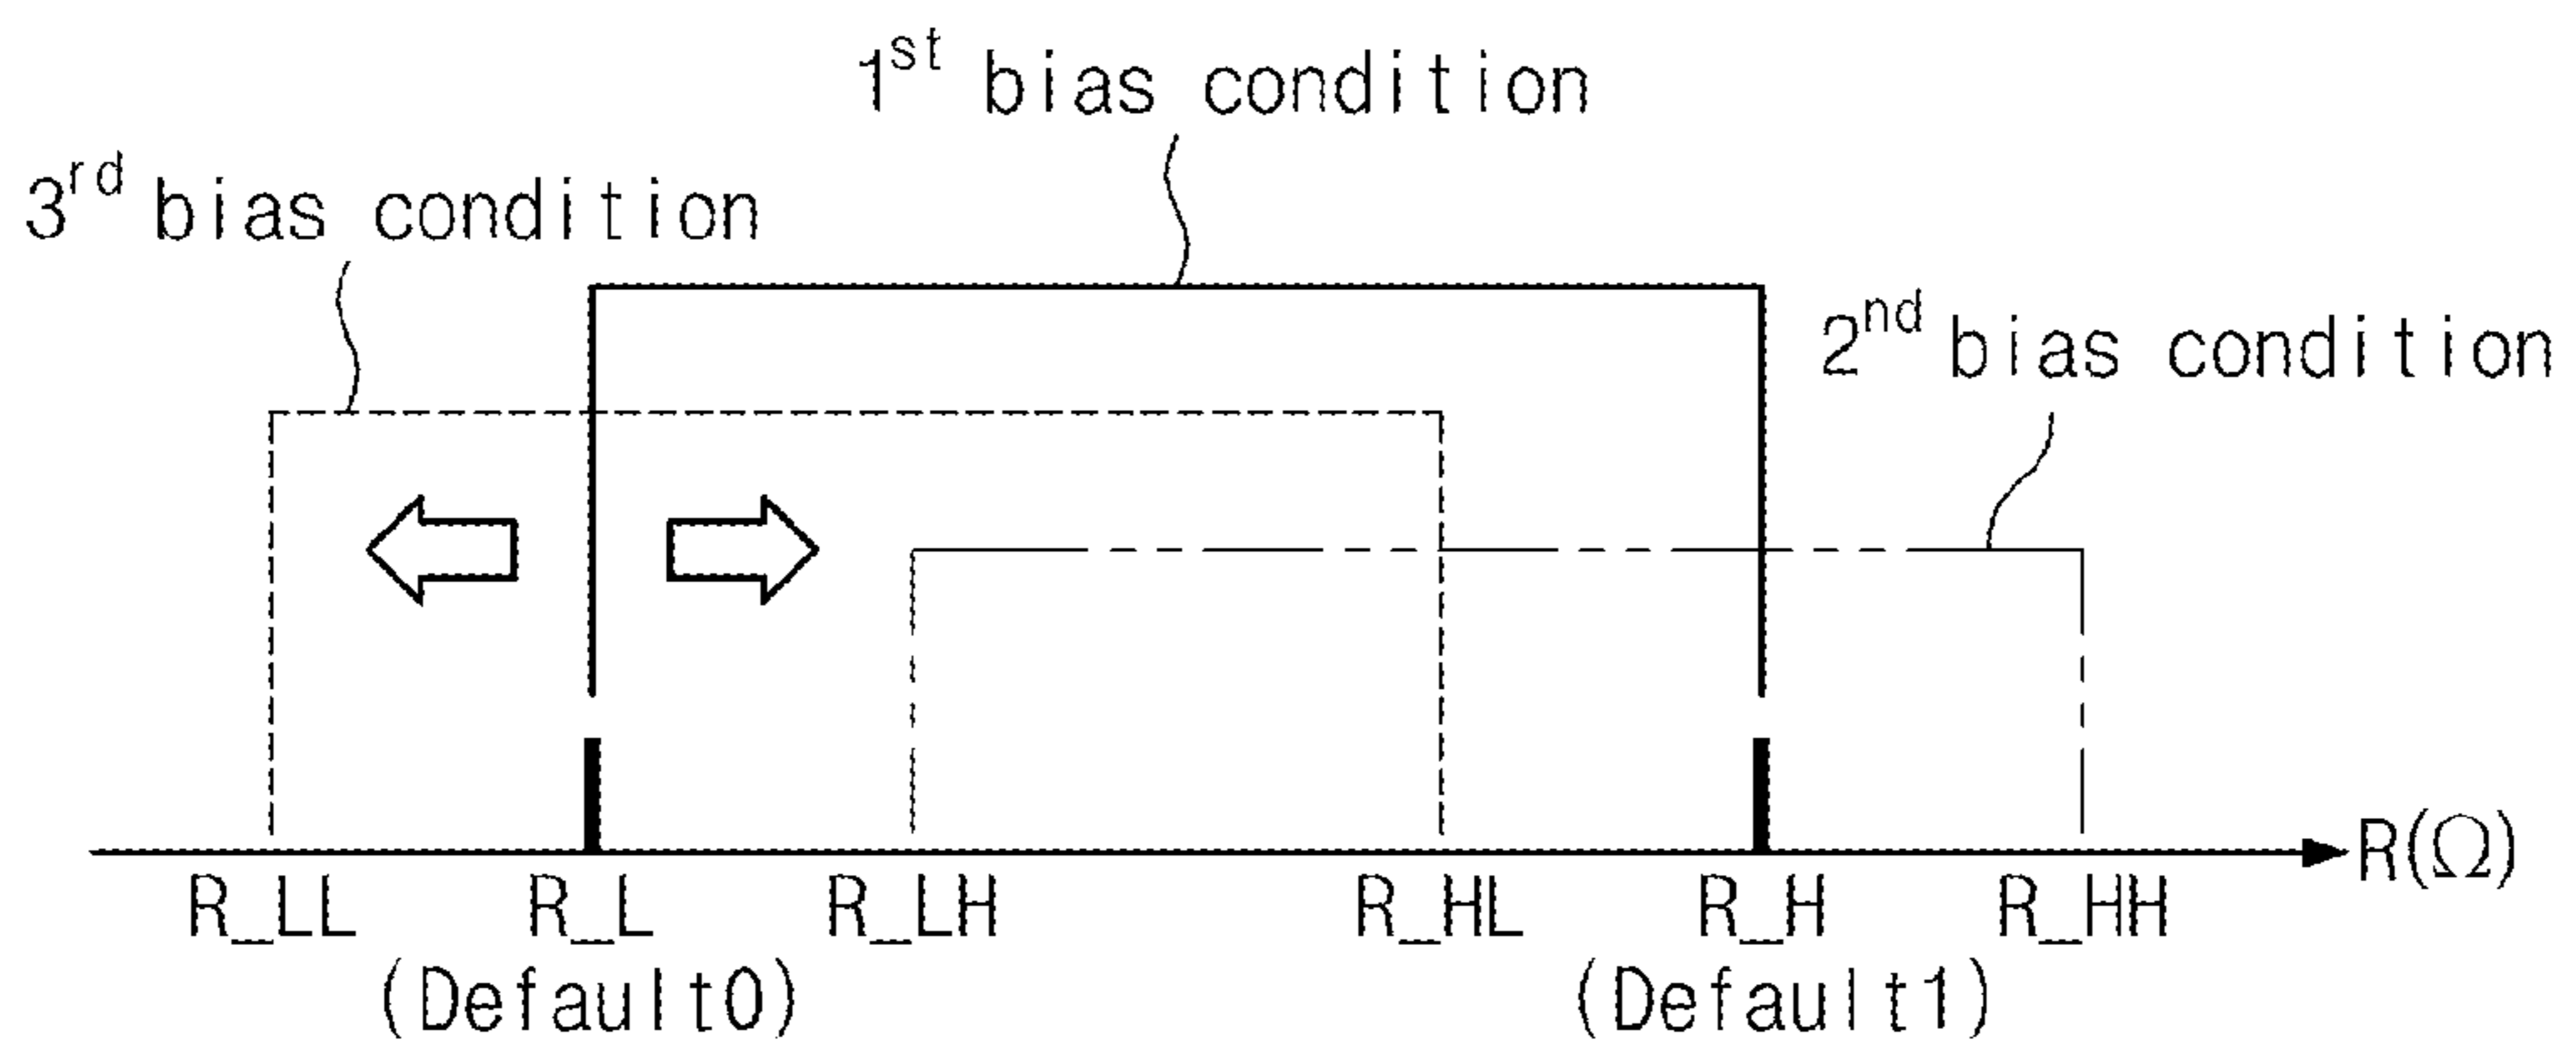 1st bias condition
3rd bias condition
2nd bias condition
R(Ω)
R_LL R_L R_LH R_HL R_H R_HH
(Default0) (Default1)